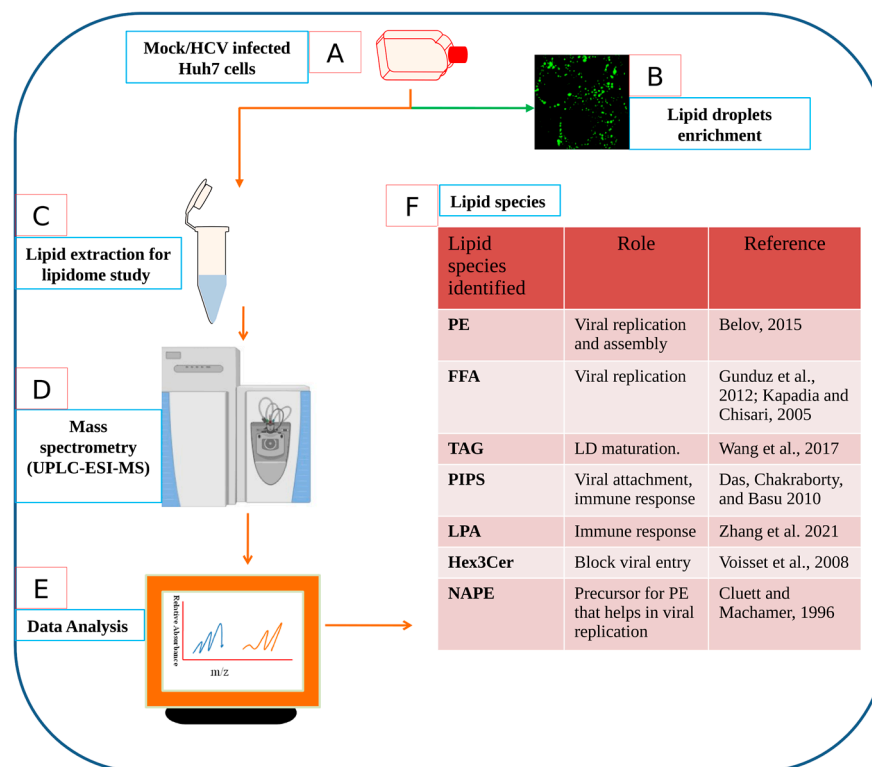 Mock/HCV infected
Huh7 cells
A
B
Lipid droplets
enrichment
C
Lipid extraction for
lipidome study
D
Mass
spectrometry
(UPLC-ESI-MS)
E
Data Analysis
Reletive Absorbance
m/z
F
Lipid species
Lipid
species
identified
Role
Reference
PE
Viral replication
and assembly
Belov, 2015
FFA
Viral replication
Gunduz et al.,
2012; Kapadia and
Chisari, 2005
TAG
LD maturation.
Wang et al., 2017
PIPS
Viral attachment,
immune response
Das, Chakraborty,
and Basu 2010
LPA
Immune response
Zhang et al. 2021
Hex3Cer
Block viral entry
Voisset et al., 2008
NAPE
Precursor for PE
that helps in viral
replication
Cluett and
Machamer, 1996